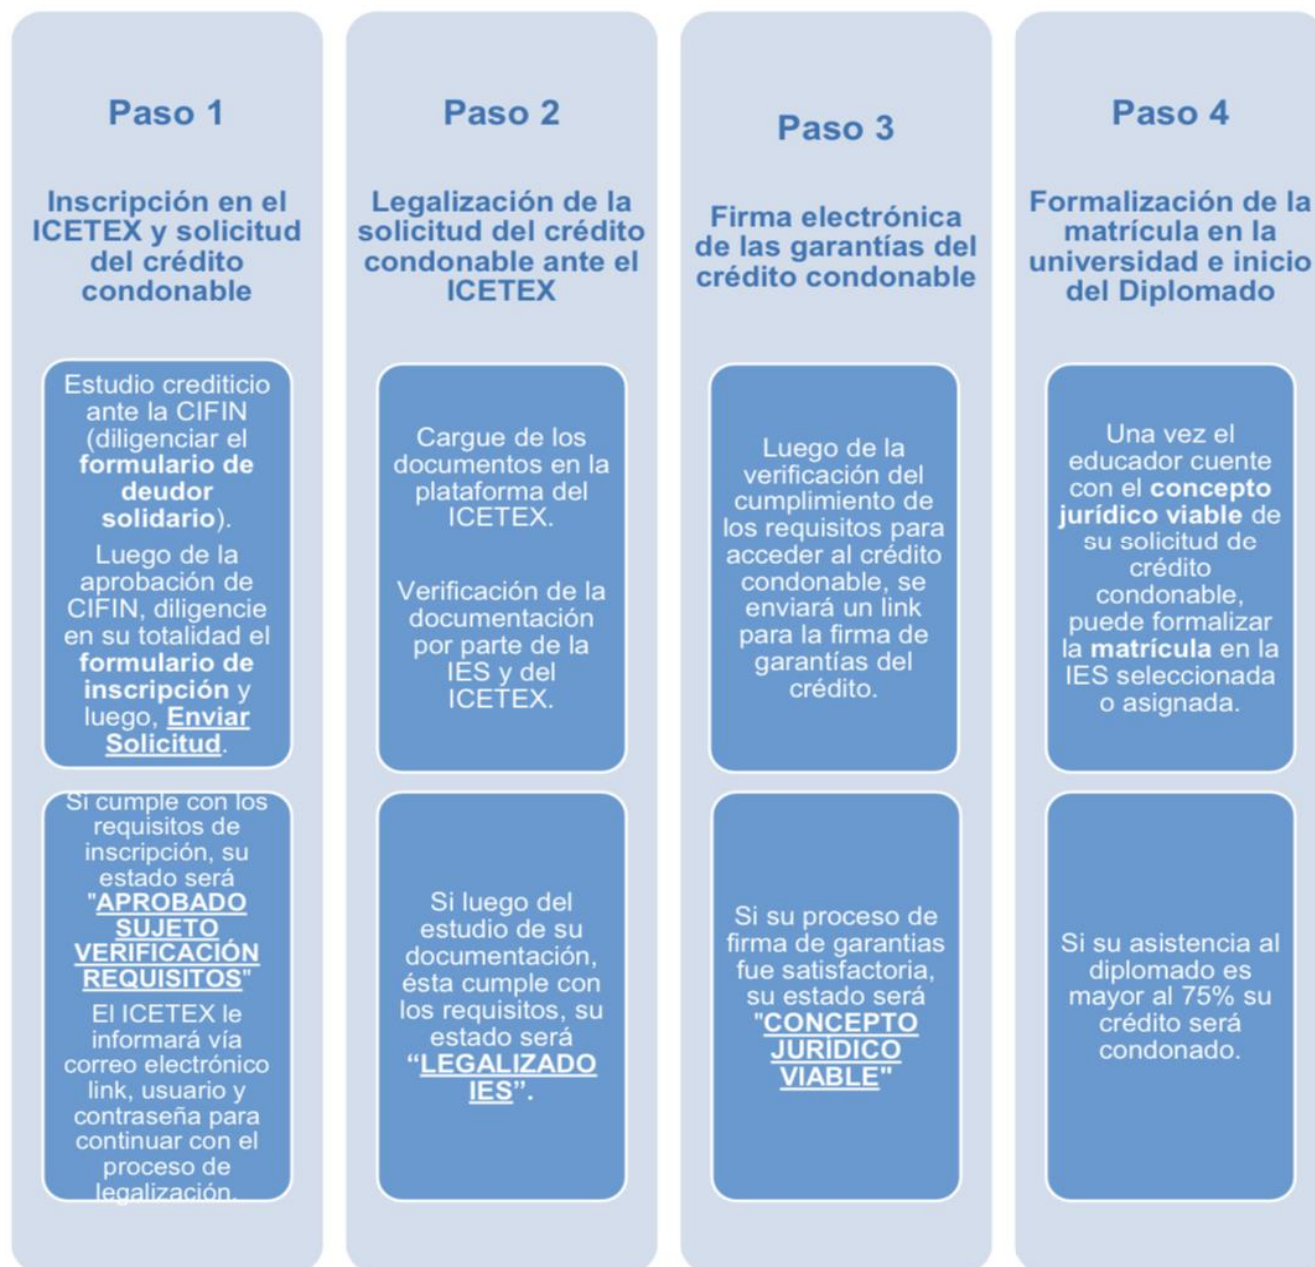 Paso 1
Inscripción en el
ICETEX y solicitud
del crédito
condonable
Estudio crediticio
ante la CIFIN
(diligenciar el
formulario de
deudor
solidario).
Luego de la
aprobación de
CIFIN, diligencie
en su totalidad el
formulario de
inscripción y
luego, Enviar
Solicitud.
Si cumple con los
requisitos de
inscripción, su
estado será
"APROBADO
SUJETO
VERIFICACIÓN
REQUISITOS"
El ICETEX le
informará vía
correo electrónico
link, usuario y
contraseña para
continuar con el
proceso de
legalización.
Paso 2
Legalización de la
solicitud del crédito
condonable ante el
ICETEX
Cargue de los
documentos en la
plataforma del
ICETEX.
Verificación de la
documentación
por parte de la
IES y del
ICETEX.
Si luego del
estudio de su
documentación,
ésta cumple con
los requisitos, su
estado será
“LEGALIZADO
IES”.
Paso 3
Firma electrónica
de las garantías del
crédito condonable
Luego de la
verificación del
cumplimiento de
los requisitos para
acceder al crédito
condonable, se
enviará un link
para la firma de
garantías del
crédito.
Si su proceso de
firma de garantias
fue satisfactoria,
su estado será
"CONCEPTO
JURÍDICO
VIABLE"
Paso 4
Formalización de la
matrícula en la
universidad e inicio
del Diplomado
Una vez el
educador cuente
con el concepto
jurídico viable de
su solicitud de
crédito
condonable,
puede formalizar
la matrícula en la
IES seleccionada
o asignada.
Si su asistencia al
diplomado es
mayor al 75% su
crédito será
condonado.